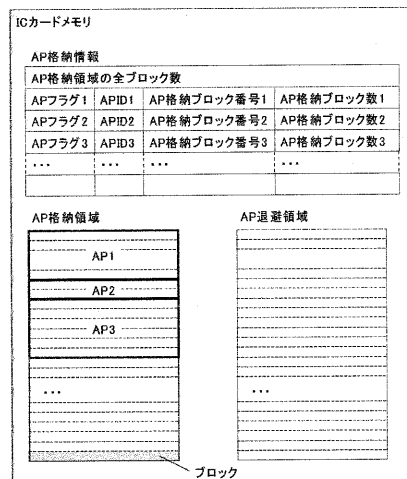 ICカードメモリ
AP格納情報
AP格納領域の全ブロック数
APフラグ1 APID1 AP格納ブロック番号1 AP格納ブロック数1
APフラグ2 APID2 AP格納ブロック番号2 AP格納ブロック数2
APフラグ3 APID3 AP格納ブロック番号3 AP格納ブロック数3
... ... ... ...
AP格納領域 AP退避領域
AP1
AP2
AP3
... ...
ブロック